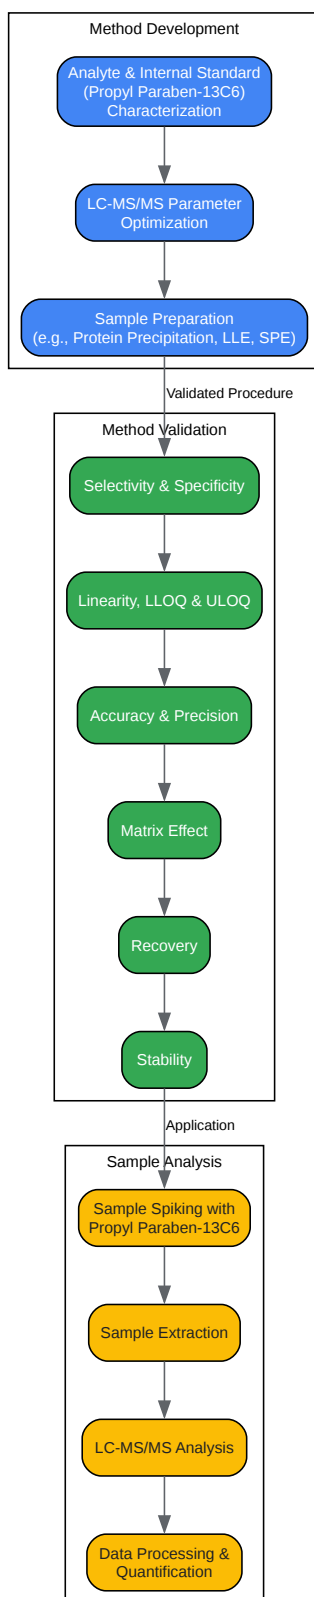 Method Development
Analyte & Internal Standard
(Propyl Paraben-13C6)
Characterization
LC-MS/MS Parameter
Optimization
Sample Preparation
(e.g., Protein Precipitation, LLE, SPE)
Validated Procedure
Method Validation
Selectivity & Specificity
Linearity, LLOQ & ULOQ
Accuracy & Precision
Matrix Effect
Recovery
Stability
Application
Sample Analysis
Sample Spiking with
Propyl Paraben-13C6
Sample Extraction
LC-MS/MS Analysis
Data Processing &
Quantification